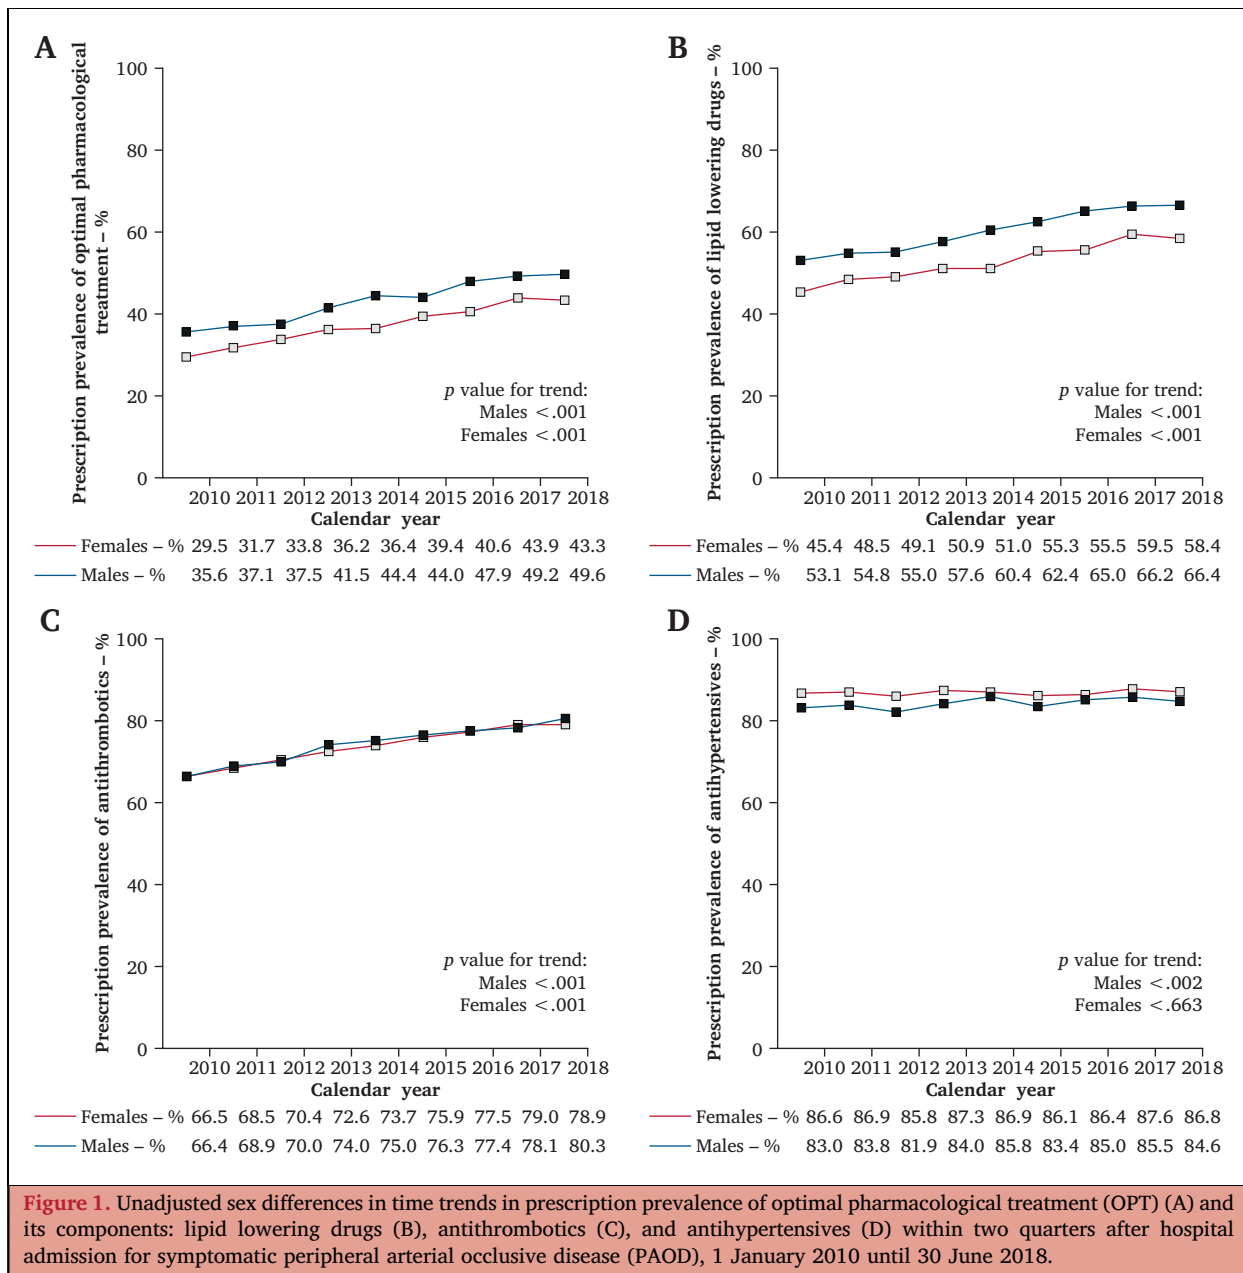 A
Prescription prevalence of optimal pharmacological
treatment – %
100
80
60
40
20
0
p value for trend:
Males <.001
Females <.001
2010 2011 2012 2013 2014 2015 2016 2017 2018
Calendar year
Females – % 29.5 31.7 33.8 36.2 36.4 39.4 40.6 43.9 43.3
Males – % 35.6 37.1 37.5 41.5 44.4 44.0 47.9 49.2 49.6
B
Prescription prevalence of lipid lowering drugs – %
100
80
60
40
20
0
p value for trend:
Males <.001
Females <.001
2010 2011 2012 2013 2014 2015 2016 2017 2018
Calendar year
Females – % 45.4 48.5 49.1 50.9 51.0 55.3 55.5 59.5 58.4
Males – % 53.1 54.8 55.0 57.6 60.4 62.4 65.0 66.2 66.4
C
Prescription prevalence of antithrombotics – %
100
80
60
40
20
0
p value for trend:
Males <.001
Females <.001
2010 2011 2012 2013 2014 2015 2016 2017 2018
Calendar year
Females – % 66.5 68.5 70.4 72.6 73.7 75.9 77.5 79.0 78.9
Males – % 66.4 68.9 70.0 74.0 75.0 76.3 77.4 78.1 80.3
D
Prescription prevalence of antihypertensives – %
100
80
60
40
20
0
p value for trend:
Males <.002
Females <.663
2010 2011 2012 2013 2014 2015 2016 2017 2018
Calendar year
Females – % 86.6 86.9 85.8 87.3 86.9 86.1 86.4 87.6 86.8
Males – % 83.0 83.8 81.9 84.0 85.8 83.4 85.0 85.5 84.6
Figure 1. Unadjusted sex differences in time trends in prescription prevalence of optimal pharmacological treatment (OPT) (A) and
its components: lipid lowering drugs (B), antithrombotics (C), and antihypertensives (D) within two quarters after hospital
admission for symptomatic peripheral arterial occlusive disease (PAOD), 1 January 2010 until 30 June 2018.